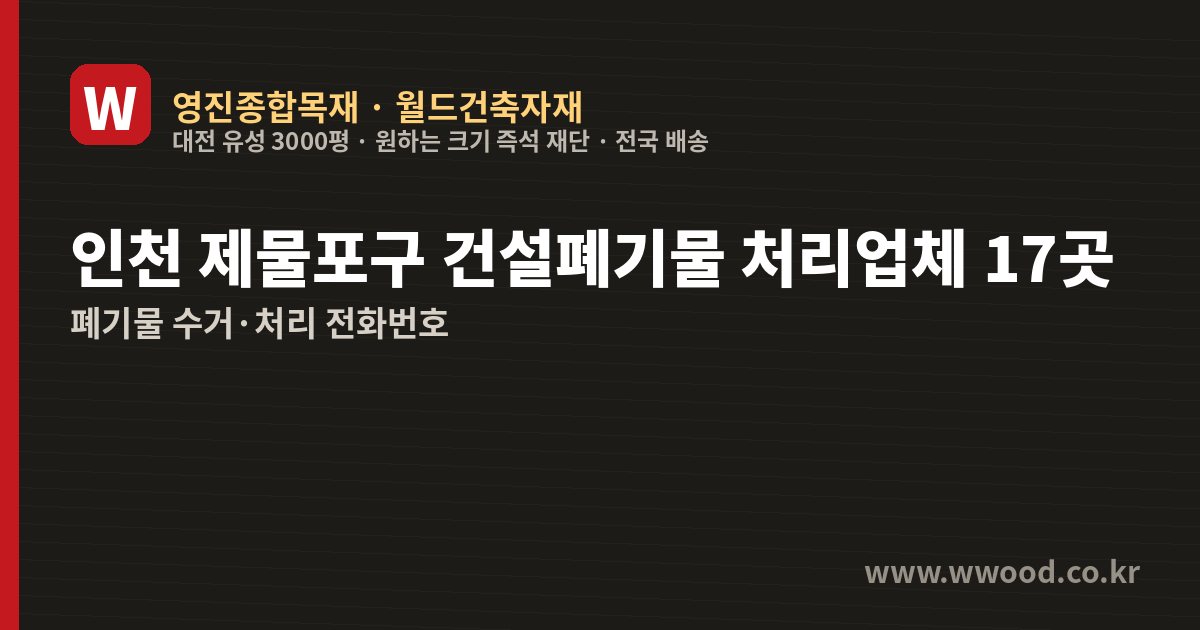 W
영진종합목재 · 월드건축자재
대전 유성 3000평 · 원하는 크기 즉석 재단 · 전국 배송
인천 제물포구 건설폐기물 처리업체 17곳
폐기물 수거·처리 전화번호
www.wwood.co.kr